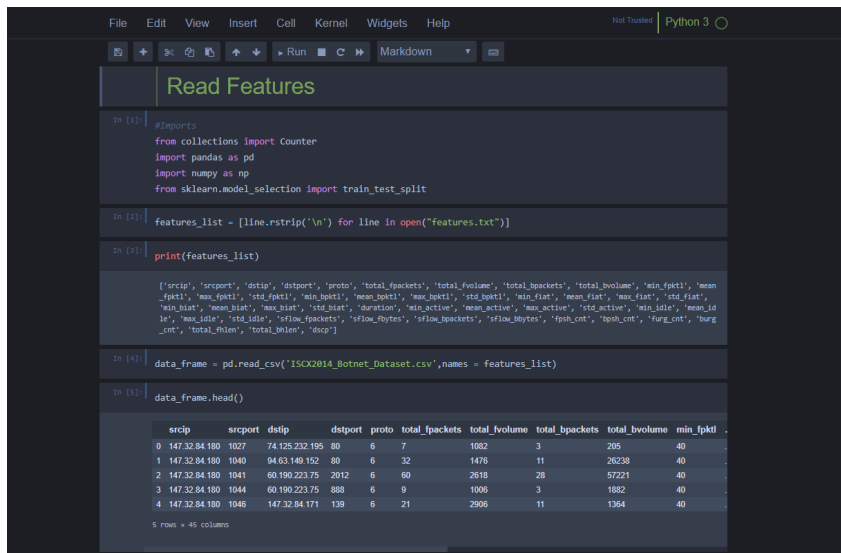 File Edit View Insert Cell Kernel Widgets Help Not Trusted Python 3
Run Markdown
Read Features
In [1]:
#Imports
from collections import Counter
import pandas as pd
import numpy as np
from sklearn.model_selection import train_test_split
In [2]: features_list = [line.rstrip('\n') for line in open("features.txt")]
In [3]: print(features_list)
['srcip', 'srcport', 'dstip', 'dstport', 'proto', 'total_fpackets', 'total_fvolume', 'total_bpackets', 'total_bvolume', 'min_fpktl', 'mean
_fpktl', 'max_fpktl', 'std_fpktl', 'min_bpktl', 'mean_bpktl', 'max_bpktl', 'std_bpktl', 'min_fiat', 'mean_fiat', 'max_fiat', 'std_fiat',
'min_biat', 'mean_biat', 'max_biat', 'std_biat', 'duration', 'min_active', 'mean_active', 'max_active', 'std_active', 'min_idle', 'mean_id
le', 'max_idle', 'std_idle', 'sflow_fpackets', 'sflow_fbytes', 'sflow_bpackets', 'sflow_bbytes', 'fpsh_cnt', 'bpsh_cnt', 'furg_cnt', 'burg
_cnt', 'total_fhlen', 'total_bhlen', 'dscp']
In [4]: data_frame = pd.read_csv('ISCX2014_Botnet_Dataset.csv',names = features_list)
In [5]: data_frame.head()
srcip srcport dstip dstport proto total_fpackets total_fvolume total_bpackets total_bvolume min_fpktl .
0 147.32.84.180 1027 74.125.232.195 80 6 7 1082 3 205 40 .
1 147.32.84.180 1040 94.63.149.152 80 6 32 1476 11 26238 40 .
2 147.32.84.180 1041 60.190.223.75 2012 6 60 2618 28 57221 40 .
3 147.32.84.180 1044 60.190.223.75 888 6 9 1006 3 1882 40 .
4 147.32.84.180 1046 147.32.84.171 139 6 21 2906 11 1364 40 .
5 rows × 45 columns